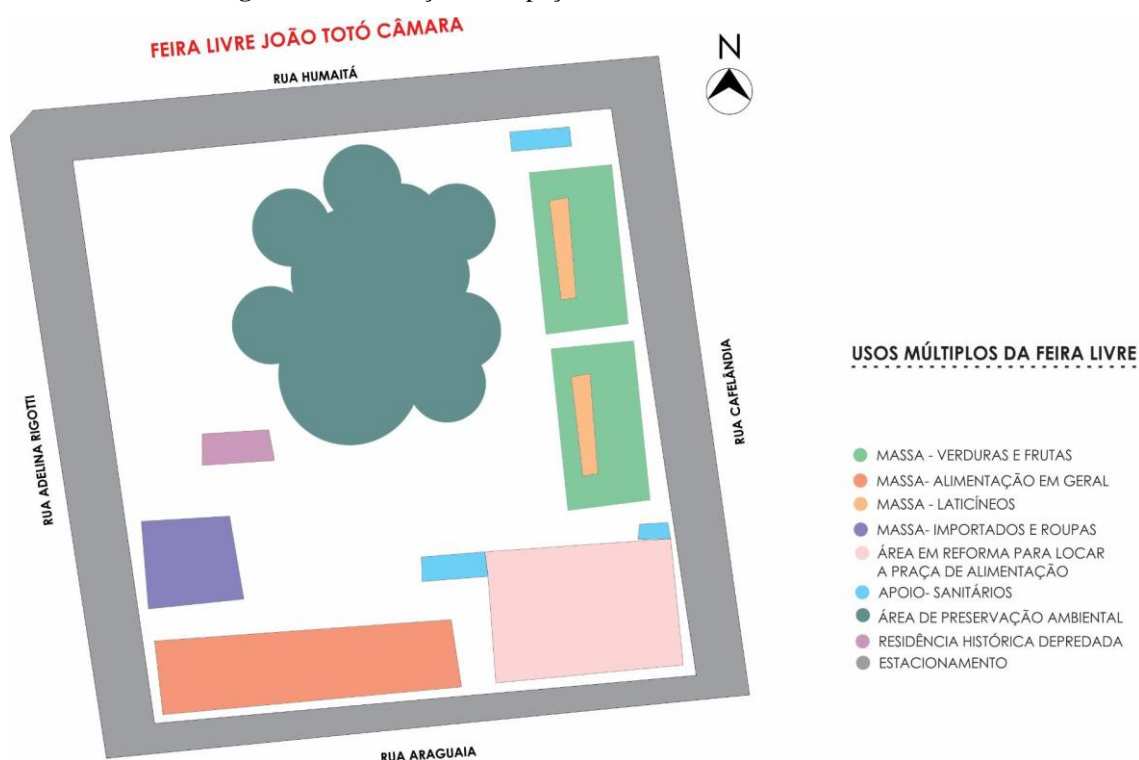 FEIRA LIVRE JOÃO TOTÓ CÂMARA
RUA HUMAITÁ
N
RUA ADELINA RIGOTTI
RUA CAFELÂNDIA
RUA ARAGUAIA
USOS MÚLTIPLOS DA FEIRA LIVRE
MASSA - VERDURAS E FRUTAS
MASSA- ALIMENTAÇÃO EM GERAL
MASSA - LATICÍNEOS
MASSA- IMPORTADOS E ROUPAS
ÁREA EM REFORMA PARA LOCAR
A PRAÇA DE ALIMENTAÇÃO
APOIO- SANITÁRIOS
ÁREA DE PRESERVAÇÃO AMBIENTAL
RESIDÊNCIA HISTÓRICA DEPREDADA
ESTACIONAMENTO